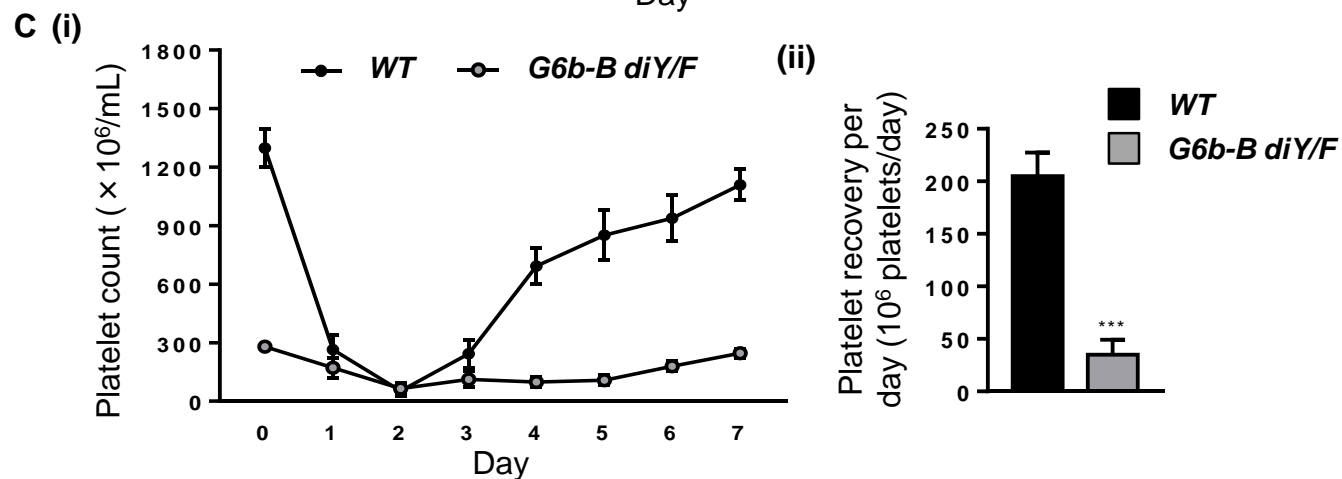 Day
C (i)
1800
1500
1200
900
600
300
0
Platelet count (×10⁶/mL)
WT
G6b-B diY/F
0 1 2 3 4 5 6 7
Day
(ii)
WT
G6b-B diY/F
250
200
150
100
50
0
Platelet recovery per
day (10⁶ platelets/day)
***